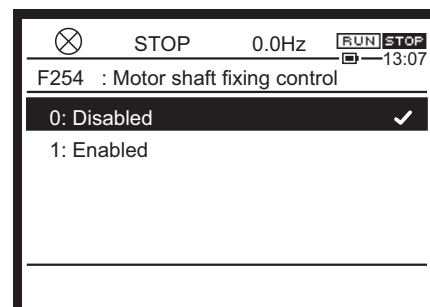 STOP 0.0Hz RUN STOP
13:07
F254 : Motor shaft fixing control
0: Disabled
1: Enabled